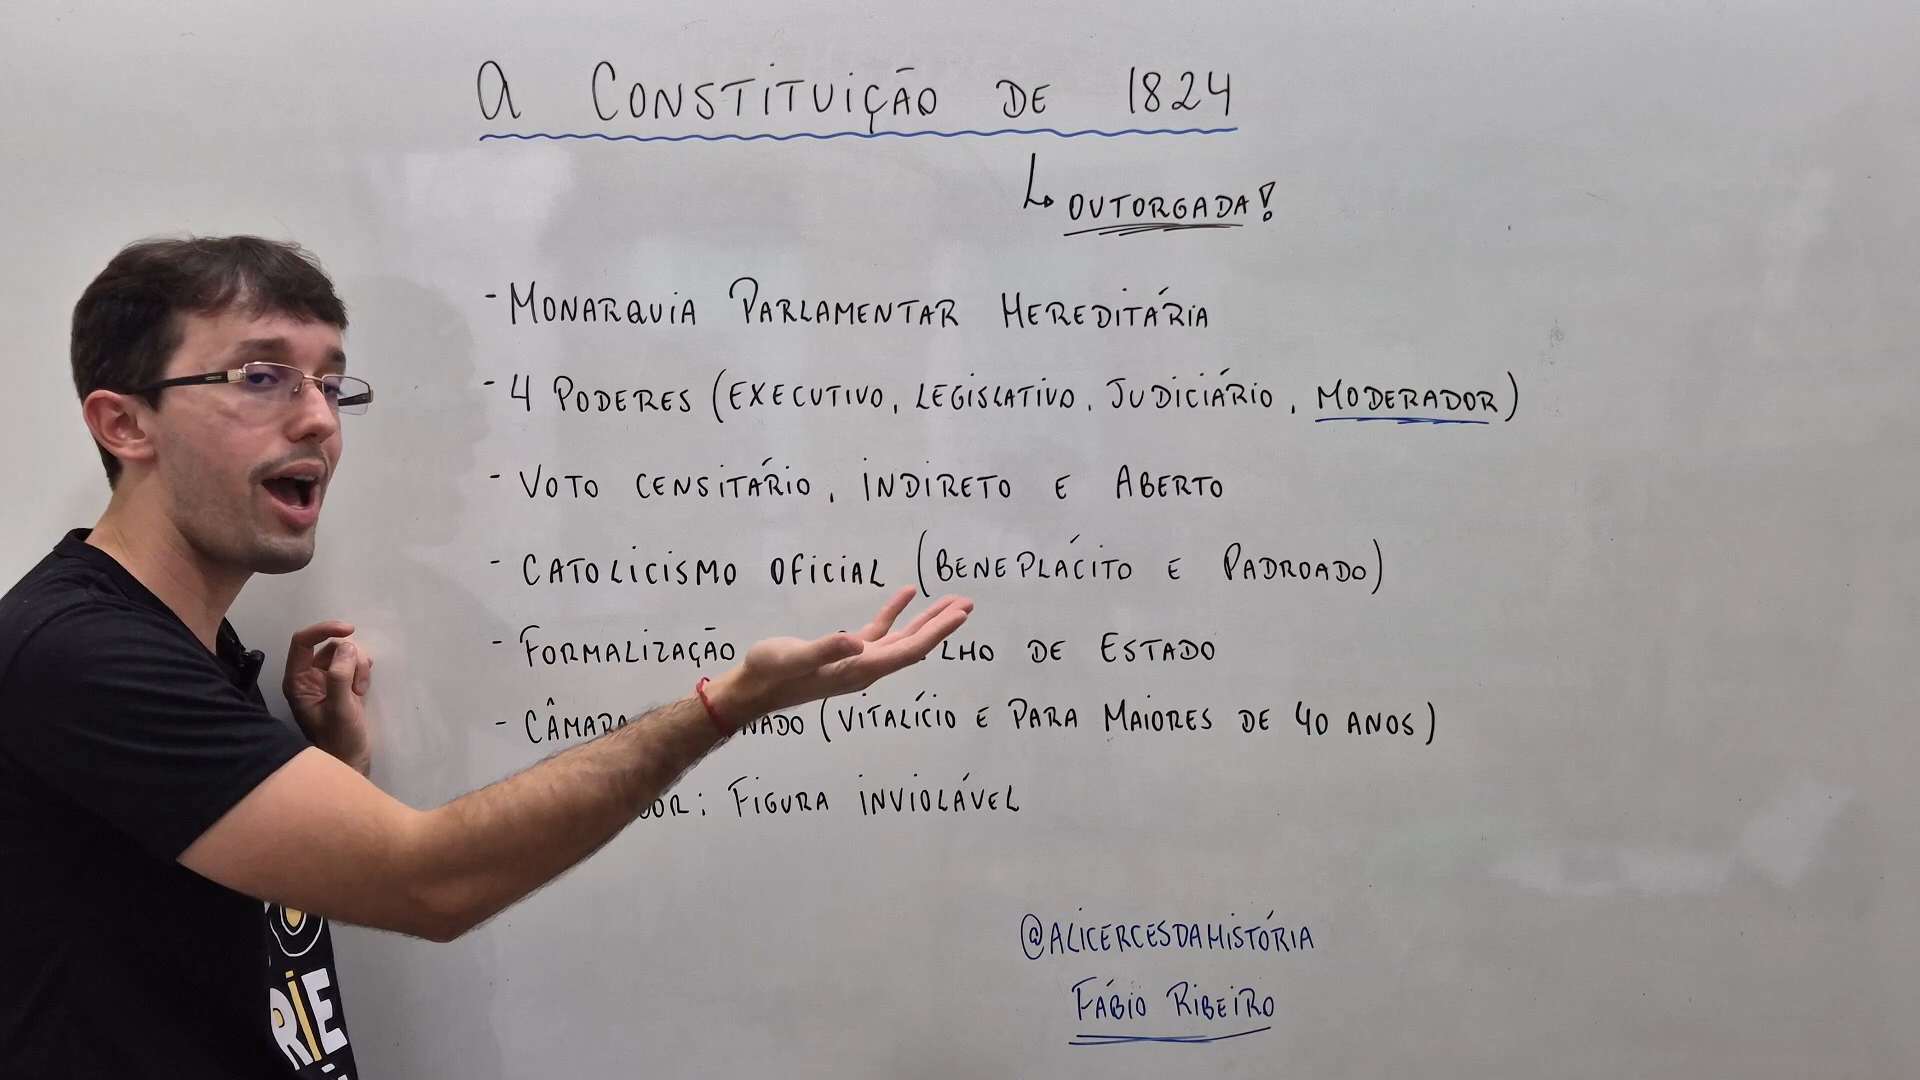 A CONSTITUIÇÃO DE 1824
↳ OUTORGADA!
- MONARQUIA PARLAMENTAR HEREDITÁRIA
- 4 PODERES (EXECUTIVO, LEGISLATIVO, JUDICIÁRIO, MODERADOR)
- VOTO CENSITÁRIO, INDIRETO E ABERTO
- CATOLICISMO OFICIAL (BENEPLÁCITO E PADROADO)
- FORMALIZAÇÃO LHO DE ESTADO
- CÂMARA NADO (VITALÍCIO E PARA MAIORES DE 40 ANOS)
DOR: FIGURA INVIOLÁVEL
@ALICERCESDAHISTÓRIA
FÁBIO RIBEIRO
RIE